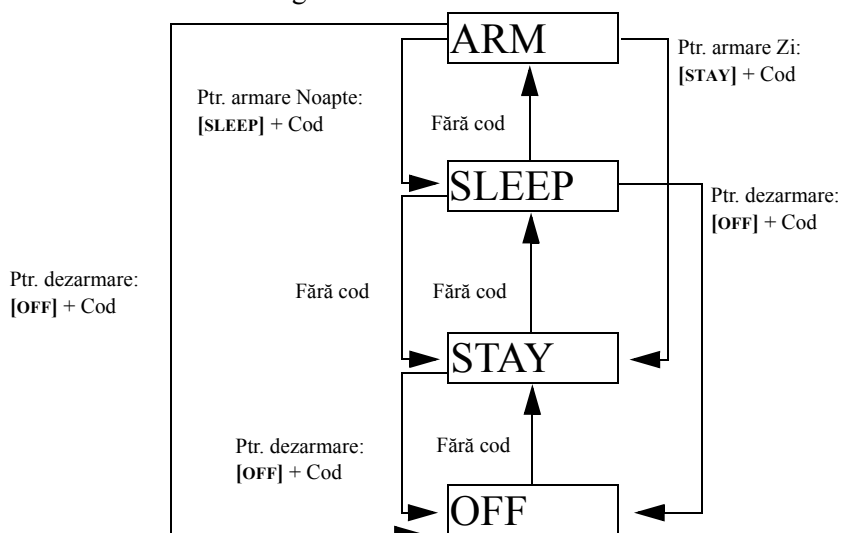 ARM
Ptr. armare Zi:
[STAY] + Cod
Ptr. armare Noapte:
[SLEEP] + Cod
Fără cod
SLEEP
Ptr. dezarmare:
[OFF] + Cod
Ptr. dezarmare:
[OFF] + Cod
Fără cod
Fără cod
STAY
Ptr. dezarmare:
[OFF] + Cod
Fără cod
OFF